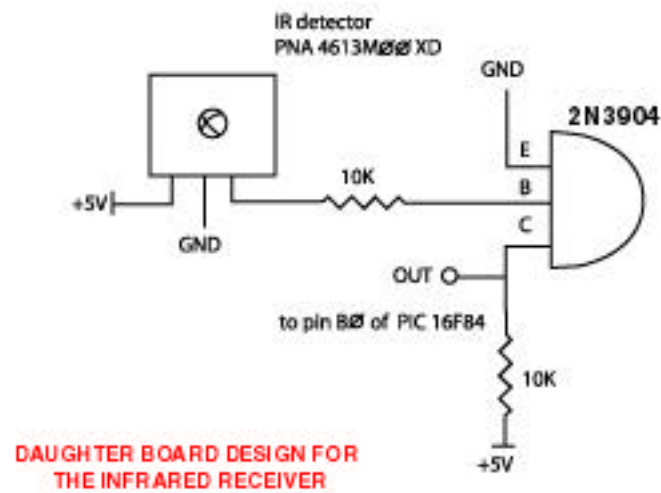 IR detector
PNA 4613MØØ XD
GND
2N3904
E
10K
B
+5V
C
GND
OUT
to pin BØ of PIC 16F84
10K
+5V
DAUGHTER BOARD DESIGN FOR
THE INFRARED RECEIVER